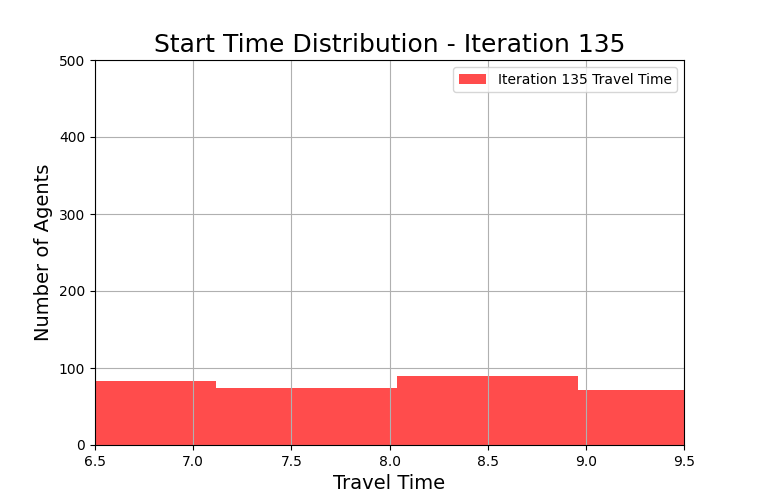 Start Time Distribution - Iteration 135
500
Iteration 135 Travel Time
400
300
200
100
0
Number of Agents
6.5 7.0 7.5 8.0 8.5 9.0 9.5
Travel Time